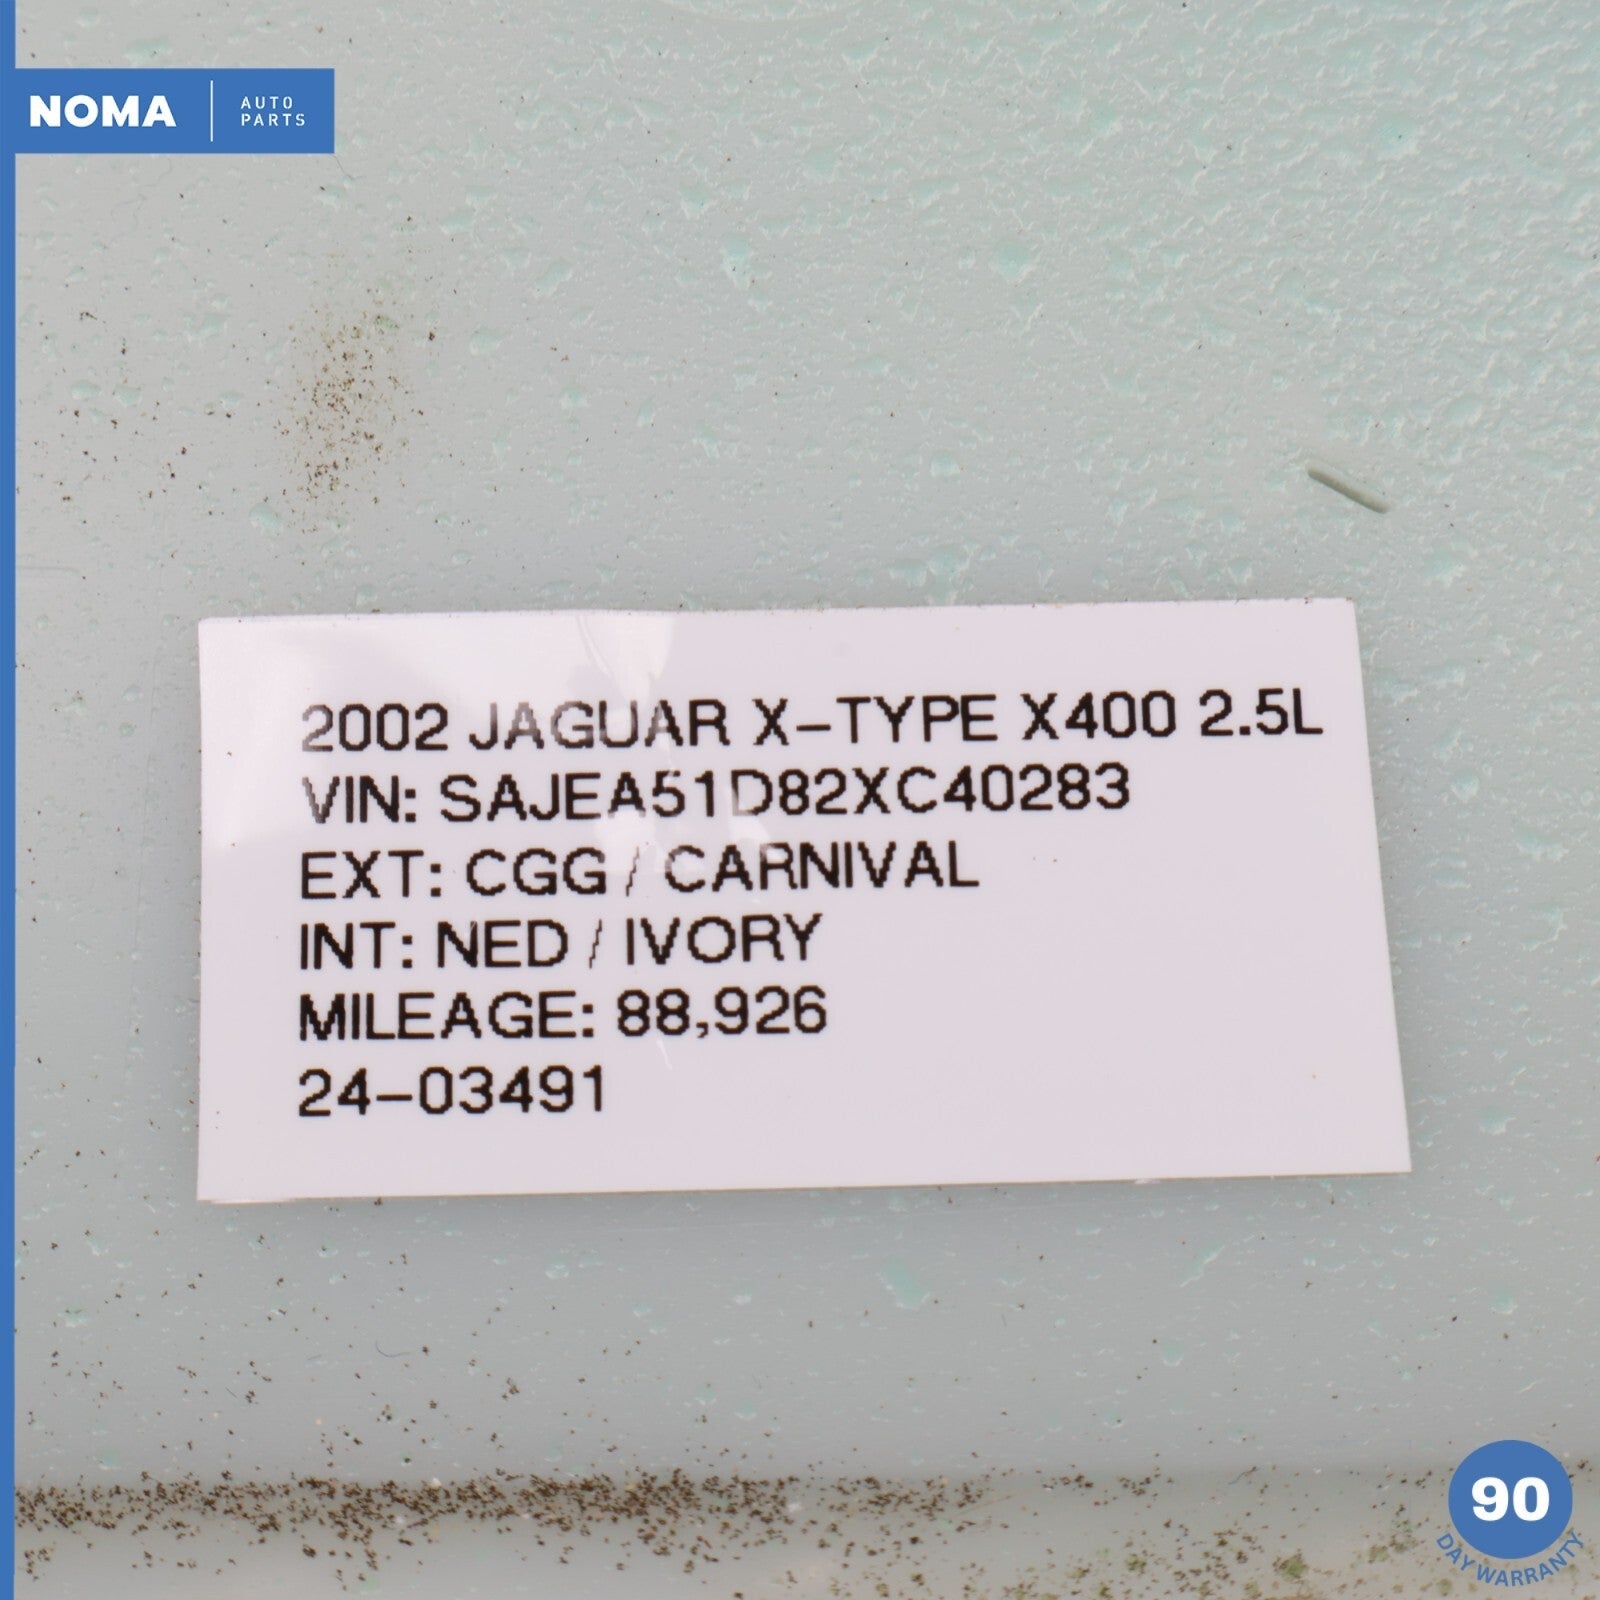 NOMA
AUTO
PARTS
2002 JAGUAR X-TYPE X400 2.5L
VIN: SAJEA51D82XC40283
EXT: CGG / CARNIVAL
INT: NED / IVORY
MILEAGE: 88,926
24-03491
90
DAY WARRANTY